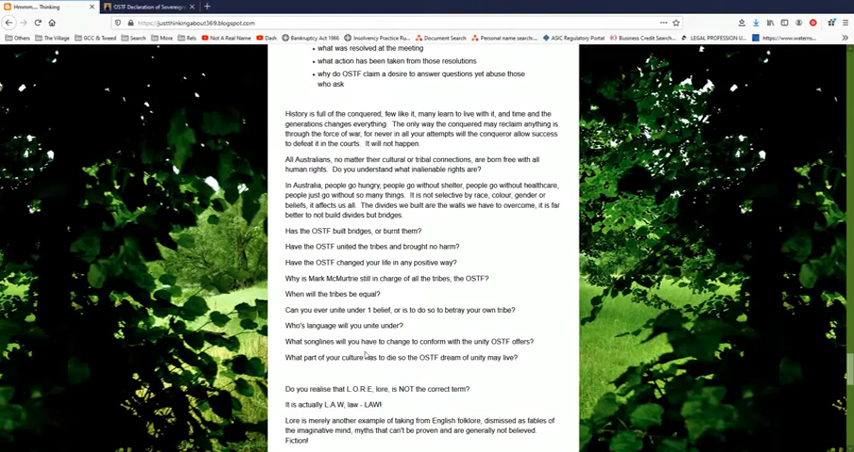 Hmmm.... Thinking
OSTF Declaration of Sovereign
https://justthinkingabout369.blogspot.com
Others
The Village
GCC & Tweed
Search
BMT
Bankruptcy Act 1966
Insolvency Practice Ru
Not A Real Name
Dash
Document Search
Personal name search:
ASIC Regulatory Portal
Business Credit Sear
LEGAL PROFESSION U
https://www.waterns
what was resolved at the meeting
what action has been taken from those resolutions
why do OSTF claim a desire to answer questions yet abuse those
who ask
History is full of the conquered, few like it, many learn to live with it, and time and the
generations changes everything. The only way the conquered may reclaim anything is
through the force of war, for never in all your attempts will the conqueror allow success
to defeat it in the courts. It will not happen.
All Australians, no matter their cultural or tribal connections, are born free with all
human rights. Do you understand what inalienable rights are?
In Australia, people go hungry, people go without shelter, people go without healthcare,
people just go without so many things. It is not selective by race, colour, gender or
beliefs, it affects us all. The divides we built are the walls we have to overcome, it is far
better to not build divides but bridges.
Has the OSTF built bridges, or burnt them?
Have the OSTF united the tribes and brought no harm?
Have the OSTF changed your life in any positive way?
Why is Mark McMurtrie still in charge of all the tribes, the OSTF?
When will the tribes be equal?
Can you ever unite under 1 belief, or is to do so to betray your own tribe?
Who's language will you unite under?
What songlines will you have to change to conform with the unity OSTF offers?
What part of your culture has to die so the OSTF dream of unity may live?
Do you realise that L.O.R.E, lore, is NOT the correct term?
It is actually L.A.W, law - LAW!
Lore is merely another example of taking from English folklore, dismissed as fables of
the imaginative mind, myths that can't be proven and are generally not believed.
Fiction!